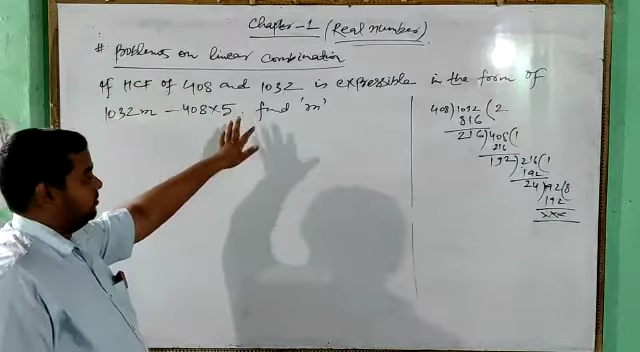 Chapter-1 (Real number)
# Problems on linear Combination
If HCF of 408 and 1032 is expressible in the form of
1032m - 408×5, find 'm'
408)1032(2
816
216)408(1
216
192)216(1
192
24)192(8
192
×××